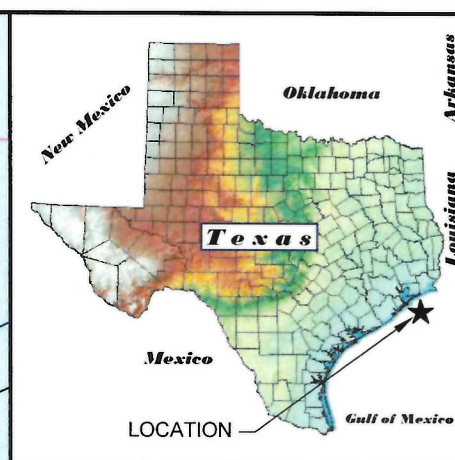 Arkansas
Oklahoma
New Mexico
Louisiana
Texas
Mexico
LOCATION
Gulf of Mexico